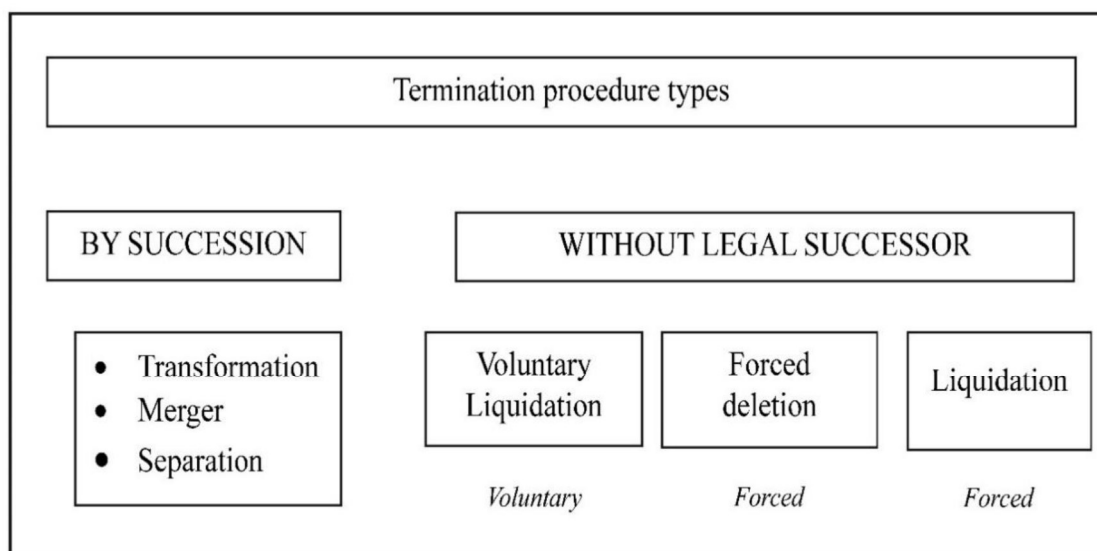 Termination procedure types
BY SUCCESSION
WITHOUT LEGAL SUCCESSOR
• Transformation
• Merger
• Separation
Voluntary
Liquidation
Forced
deletion
Liquidation
Voluntary
Forced
Forced